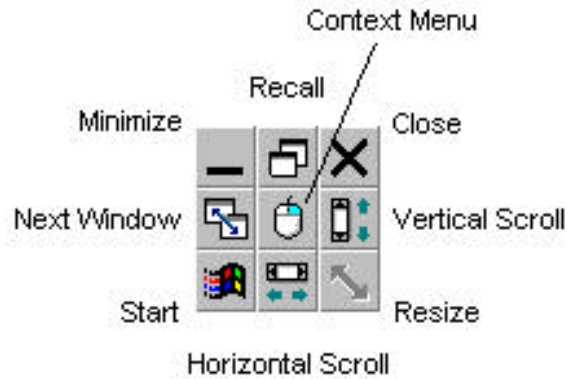 Context Menu
Recall
Minimize
Close
Next Window
Vertical Scroll
Start
Resize
Horizontal Scroll